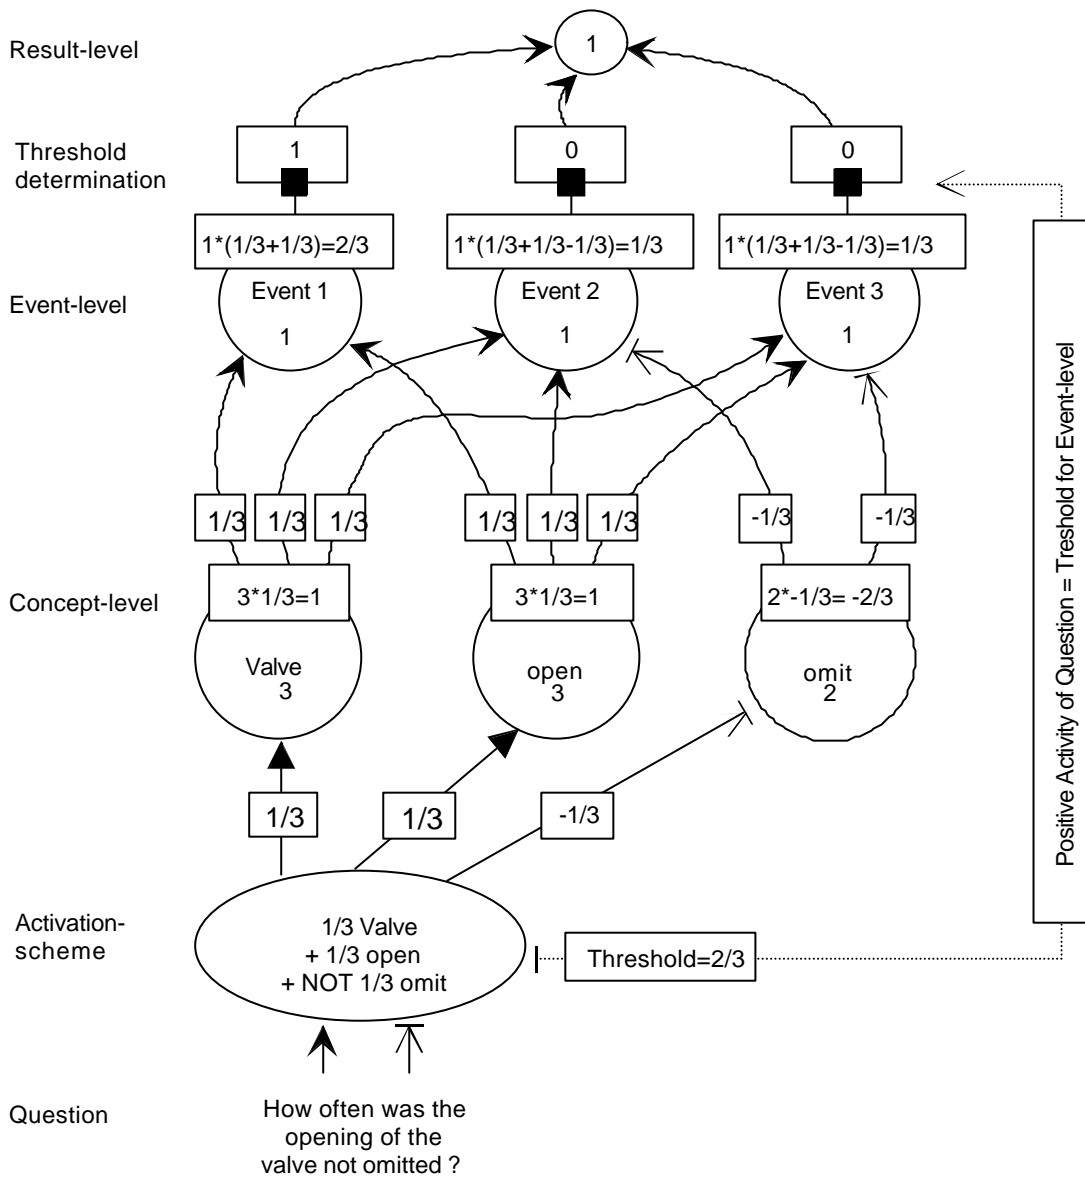 Result-level
1
Threshold
determination
1
0
0
1*(1/3+1/3)=2/3
1*(1/3+1/3-1/3)=1/3
1*(1/3+1/3-1/3)=1/3
Event-level
Event 1
1
Event 2
1
Event 3
1
1/3
1/3
1/3
1/3
1/3
1/3
-1/3
-1/3
Concept-level
3*1/3=1
3*1/3=1
2*-1/3= -2/3
Valve
3
open
3
omit
2
1/3
1/3
-1/3
Activation-
scheme
1/3 Valve
+ 1/3 open
+ NOT 1/3 omit
Threshold=2/3
Positive Activity of Question = Treshold for Event-level
Question
How often was the
opening of the
valve not omitted ?